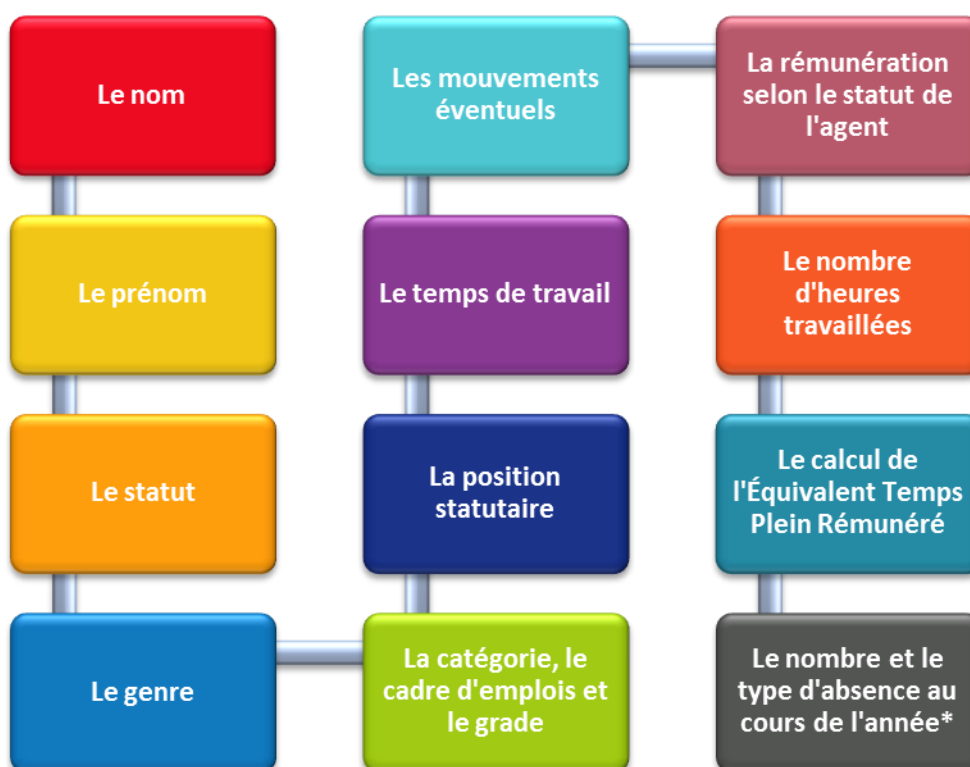 Le nom
Le prénom
Le statut
Le genre
La catégorie, le
cadre d'emplois et
le grade
La position
statutaire
Le temps de travail
Les mouvements
éventuels
La rémunération
selon le statut de
l'agent
Le nombre
d'heures
travaillées
Le calcul de
l'Équivalent Temps
Plein Rémunéré
Le nombre et le
type d'absence au
cours de l'année*